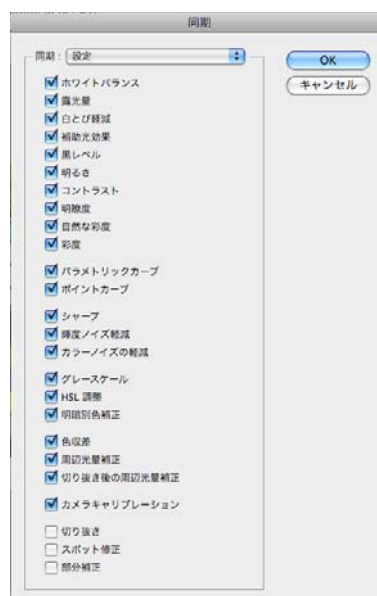 同期
同期： 設定
OK
キャンセル
ホワイトバランス
露光量
白とび軽減
補助光効果
黒レベル
明るさ
コントラスト
明瞭度
自然な彩度
彩度
パラメトリックカーブ
ポイントカーブ
シャープ
輝度ノイズ軽減
カラーノイズの軽減
グレースケール
HSL 調整
明暗別色補正
色収差
周辺光量補正
切り抜き後の周辺光量補正
カメラキャリブレーション
切り抜き
スポット修正
部分補正